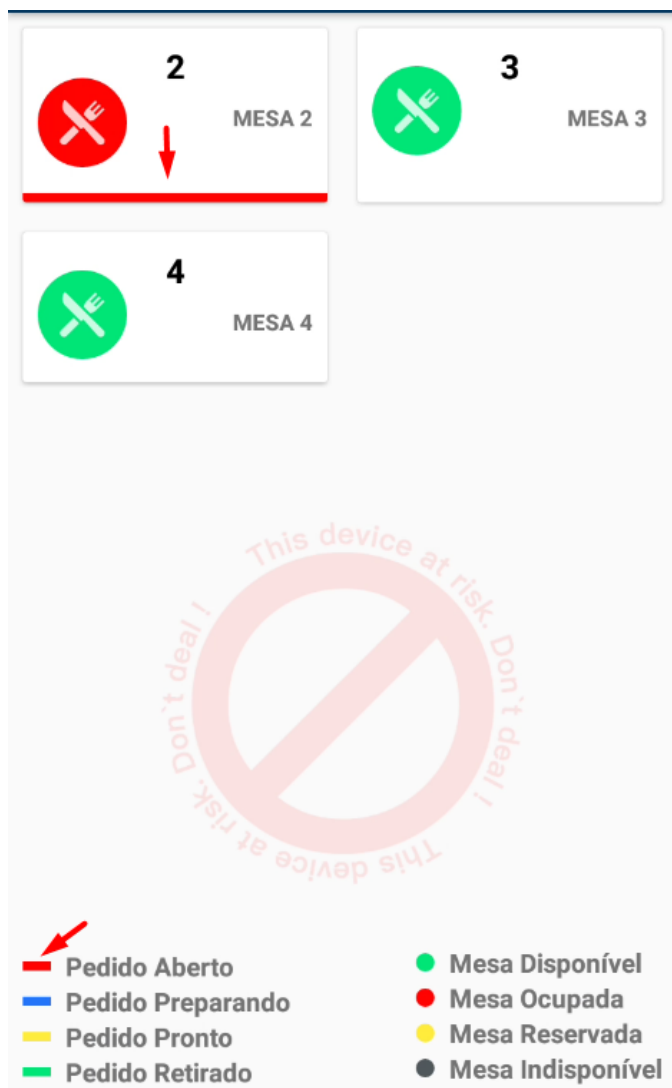 2
MESA 2
3
MESA 3
4
MESA 4
This device at risk. Don`t deal !
This device at risk. Don`t deal !
Pedido Aberto
Pedido Preparando
Pedido Pronto
Pedido Retirado
Mesa Disponível
Mesa Ocupada
Mesa Reservada
Mesa Indisponível